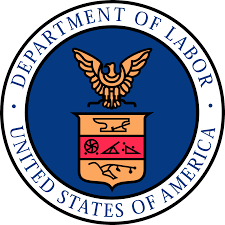 · DEPARTMENT OF LABOR ·
UNITED STATES OF AMERICA